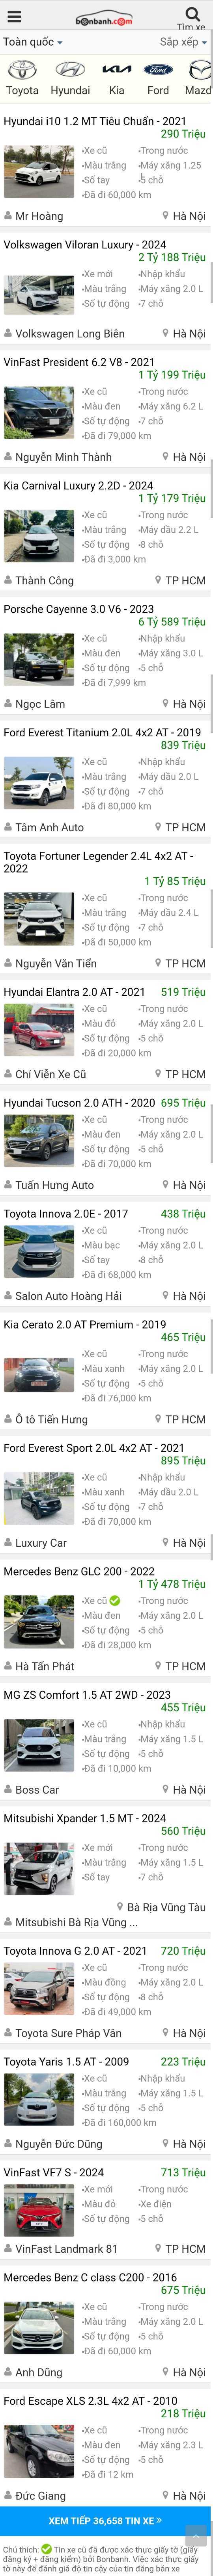 bonbanh.com
Tìm xe
Toàn quốc
Sắp xếp
Toyota Hyundai Kia Ford Mazd
Hyundai i10 1.2 MT Tiêu Chuẩn - 2021
290 Triệu
Xe cũ Trong nước
Màu trắng Máy xăng 1.25 L
Số tay 5 chỗ
Đã đi 60,000 km
Mr Hoàng Hà Nội
Volkswagen Viloran Luxury - 2024
2 Tỷ 188 Triệu
Xe mới Nhập khẩu
Màu trắng Máy xăng 2.0 L
Số tự động 7 chỗ
Volkswagen Long Biên Hà Nội
VinFast President 6.2 V8 - 2021
1 Tỷ 199 Triệu
Xe cũ Trong nước
Màu đen Máy xăng 6.2 L
Số tự động 7 chỗ
Đã đi 79,000 km
Nguyễn Minh Thành Hà Nội
Kia Carnival Luxury 2.2D - 2024
1 Tỷ 179 Triệu
Xe cũ Trong nước
Màu trắng Máy dầu 2.2 L
Số tự động 8 chỗ
Đã đi 3,000 km
Thành Công TP HCM
Porsche Cayenne 3.0 V6 - 2023
6 Tỷ 589 Triệu
Xe cũ Nhập khẩu
Màu đen Máy xăng 3.0 L
Số tự động 5 chỗ
Đã đi 7,999 km
Ngọc Lâm Hà Nội
Ford Everest Titanium 2.0L 4x2 AT - 2019
839 Triệu
Xe cũ Nhập khẩu
Màu trắng Máy dầu 2.0 L
Số tự động 7 chỗ
Đã đi 80,000 km
Tâm Anh Auto TP HCM
Toyota Fortuner Legender 2.4L 4x2 AT -
2022
1 Tỷ 85 Triệu
Xe cũ Trong nước
Màu trắng Máy dầu 2.4 L
Số tự động 7 chỗ
Đã đi 50,000 km
Nguyễn Văn Tiến TP HCM
Hyundai Elantra 2.0 AT - 2021 519 Triệu
Xe cũ Trong nước
Màu đỏ Máy xăng 2.0 L
Số tự động 5 chỗ
Đã đi 20,000 km
Chí Viễn Xe Cũ TP HCM
Hyundai Tucson 2.0 ATH - 2020 695 Triệu
Xe cũ Trong nước
Màu đen Máy xăng 2.0 L
Số tự động 5 chỗ
Đã đi 70,000 km
Tuấn Hưng Auto Hà Nội
Toyota Innova 2.0E - 2017 438 Triệu
Xe cũ Trong nước
Màu bạc Máy xăng 2.0 L
Số tay 8 chỗ
Đã đi 68,000 km
Salon Auto Hoàng Hải Hà Nội
Kia Cerato 2.0 AT Premium - 2019
465 Triệu
Xe cũ Trong nước
Màu xanh Máy xăng 2.0 L
Số tự động 5 chỗ
Đã đi 76,000 km
Ô tô Tiến Hưng TP HCM
Ford Everest Sport 2.0L 4x2 AT - 2021
895 Triệu
Xe cũ Nhập khẩu
Màu xanh Máy dầu 2.0 L
Số tự động 7 chỗ
Đã đi 70,000 km
Luxury Car Hà Nội
Mercedes Benz GLC 200 - 2022
1 Tỷ 478 Triệu
Xe cũ Trong nước
Màu đen Máy xăng 2.0 L
Số tự động 5 chỗ
Đã đi 28,000 km
Hà Tấn Phát TP HCM
MG ZS Comfort 1.5 AT 2WD - 2023
455 Triệu
Xe cũ Nhập khẩu
Màu trắng Máy xăng 1.5 L
Số tự động 5 chỗ
Đã đi 10,000 km
Boss Car Hà Nội
Mitsubishi Xpander 1.5 MT - 2024
560 Triệu
Xe mới Trong nước
Màu trắng Máy xăng 1.5 L
Số tay 7 chỗ
Bà Rịa Vũng Tàu
Mitsubishi Bà Rịa Vũng ...
Toyota Innova G 2.0 AT - 2021 720 Triệu
Xe cũ Trong nước
Màu đồng Máy xăng 2.0 L
Số tự động 8 chỗ
Đã đi 49,000 km
Toyota Sure Pháp Vân Hà Nội
Toyota Yaris 1.5 AT - 2009 223 Triệu
Xe cũ Nhập khẩu
Màu trắng Máy xăng 1.5 L
Số tự động 5 chỗ
Đã đi 160,000 km
Nguyễn Đức Dũng Hà Nội
VinFast VF7 S - 2024 713 Triệu
Xe mới Trong nước
Màu đỏ Xe điện
Số tự động 5 chỗ
VinFast Landmark 81 TP HCM
Mercedes Benz C class C200 - 2016
675 Triệu
Xe cũ Trong nước
Màu trắng Máy xăng 2.0 L
Số tự động 5 chỗ
Đã đi 60,000 km
Anh Dũng Hà Nội
Ford Escape XLS 2.3L 4x2 AT - 2010
218 Triệu
Xe cũ Trong nước
Màu đen Máy xăng 2.3 L
Số tự động 5 chỗ
Đã đi 12 km
Đức Giang Hà Nội
XEM TIẾP 36,658 TIN XE »
Chú thích: Tin xe cũ đã được xác thực giấy tờ (giấy
đăng ký + đăng kiểm) bởi Bonbanh. Việc xác thực giấy
tờ này để đánh giá độ tin cậy của tin đăng bán xe